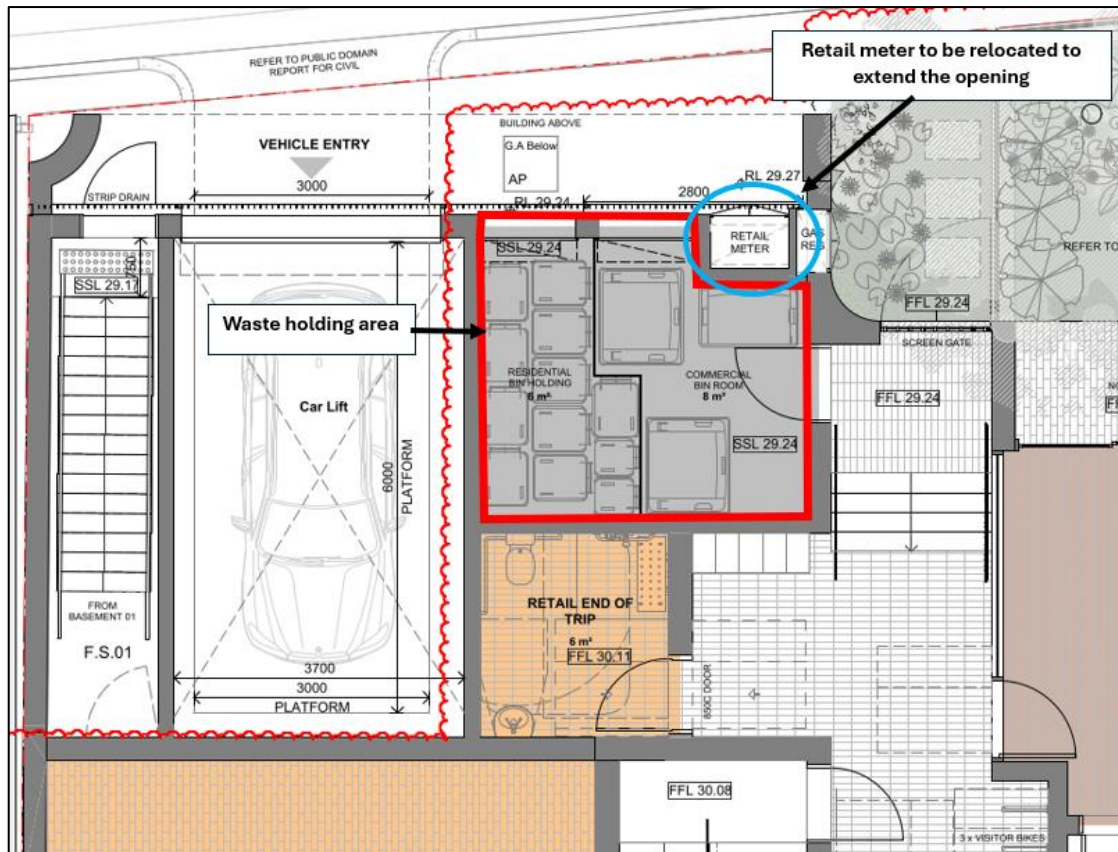 REFER TO PUBLIC DOMAIN
REPORT FOR CIVIL
Retail meter to be relocated to
extend the opening
BUILDING ABOVE
G.A Below
AP
VEHICLE ENTRY
3000
STRIP DRAIN
RL 29.24
2800
RL 29.27
SSL 29.24
RETAIL
METER
GAS
REG
REFER TO
750
SSL 29.17
FFL 29.24
SCREEN GATE
Waste holding area
RESIDENTIAL
BIN HOLDING
6 m²
COMMERCIAL
BIN ROOM
8 m²
FFL 29.24
Car Lift
6000
PLATFORM
SSL 29.24
FROM
BASEMENT 01
F.S.01
RETAIL END OF
TRIP
6 m²
FFL 30.11
3700
3000
PLATFORM
850C DOOR
FFL 30.08
3 x VISITOR BIKES